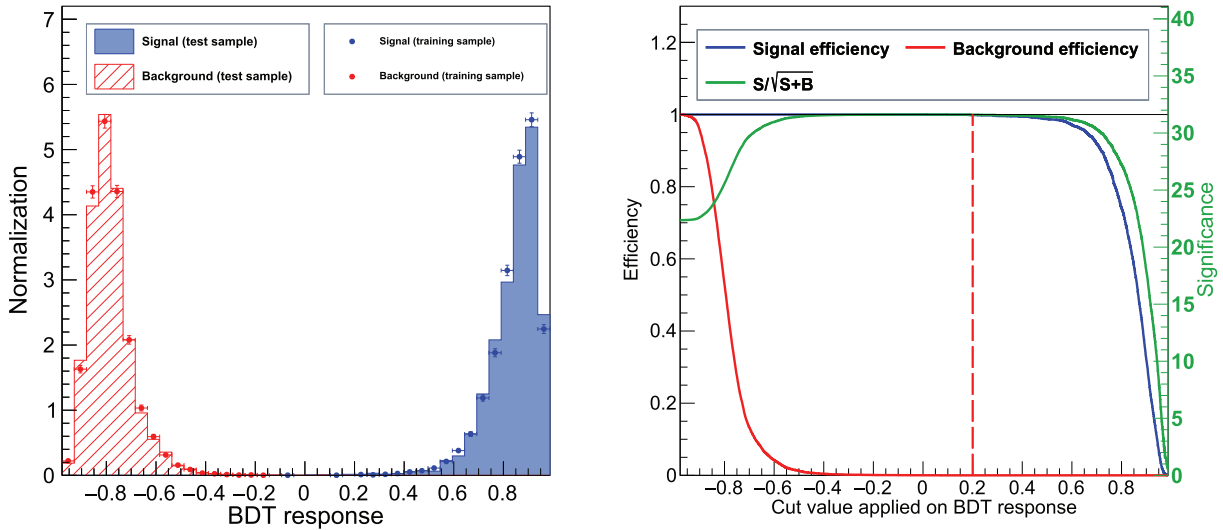 7
6
5
4
3
2
1
0
Normalization
Signal (test sample)
Background (test sample)
Signal (training sample)
Background (training sample)
−0.8 −0.6 −0.4 −0.2 0 0.2 0.4 0.6 0.8
BDT response
1.2
1
0.8
0.6
0.4
0.2
0
Efficiency
Signal efficiency Background efficiency
S/√S+B
40
35
30
25
20
15
10
5
0
Significance
−0.8 −0.6 −0.4 −0.2 0 0.2 0.4 0.6 0.8
Cut value applied on BDT response